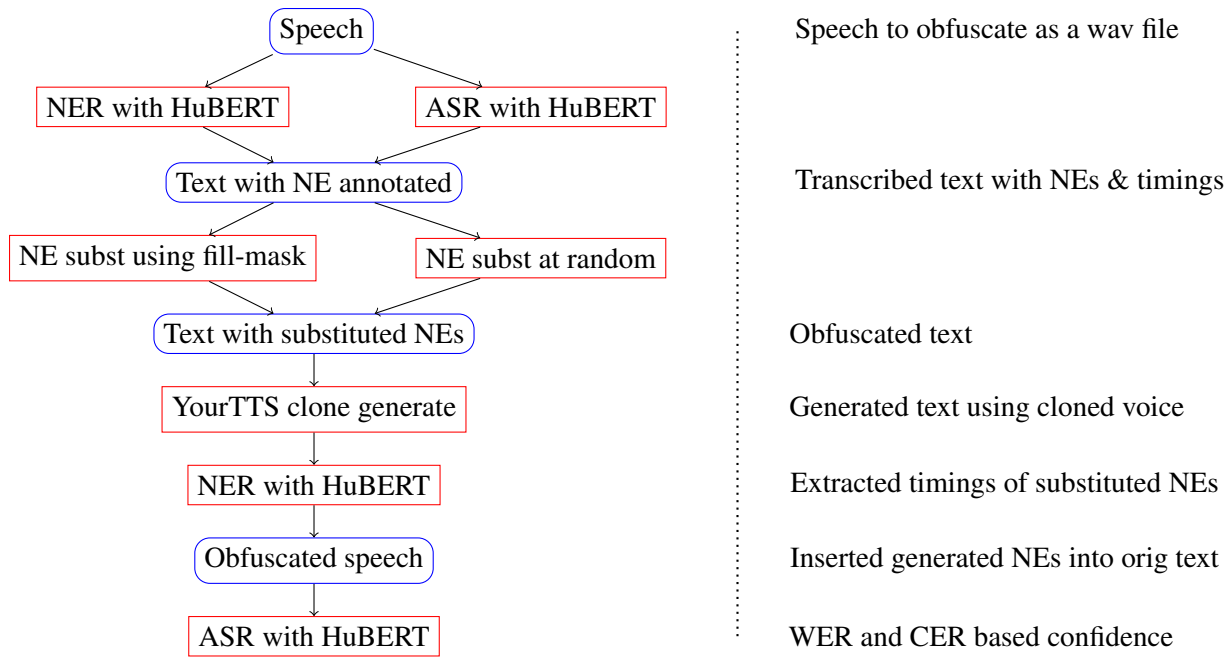 Speech
Speech to obfuscate as a wav file
NER with HuBERT
ASR with HuBERT
Text with NE annotated
Transcribed text with NEs & timings
NE subst using fill-mask
NE subst at random
Text with substituted NEs
Obfuscated text
YourTTS clone generate
Generated text using cloned voice
NER with HuBERT
Extracted timings of substituted NEs
Obfuscated speech
Inserted generated NEs into orig text
ASR with HuBERT
WER and CER based confidence